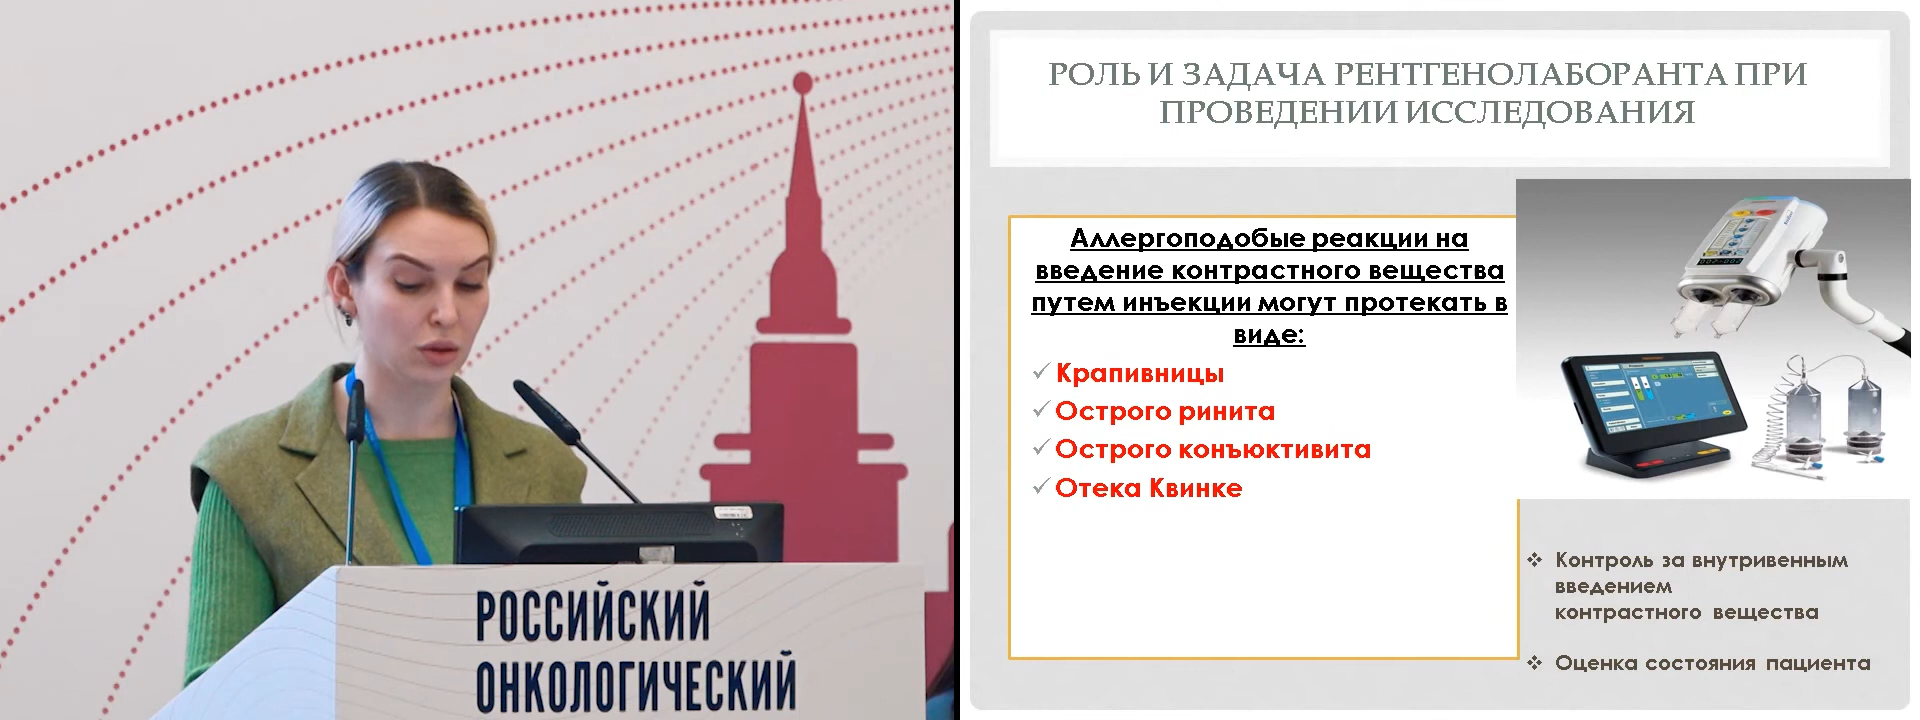 РОССИЙСКИЙ
ОНКОЛОГИЧЕСКИЙ
РОЛЬ И ЗАДАЧА РЕНТГЕНОЛАБОРАНТА ПРИ
ПРОВЕДЕНИИ ИССЛЕДОВАНИЯ
Аллергоподобые реакции на
введение контрастного вещества
путем инъекции могут протекать в
виде:
Крапивницы
Острого ринита
Острого конъюктивита
Отека Квинке
Контроль за внутривенным
введением
контрастного вещества
Оценка состояния пациента